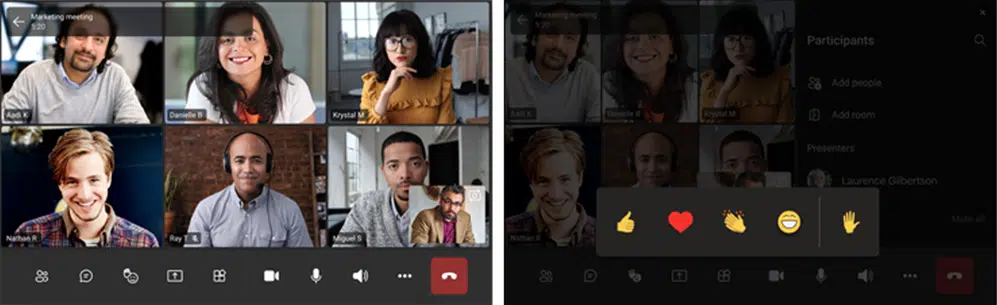 Marketing meeting
5:20
Aadi K
Danielle B
Krystal M
Nathan R
Ray T
Miguel S
Marketing meeting
5:20
Aadi K
Danielle B
Krystal M
Nathan R
Participants
Add people
Add room
Presenters
Laurence Gilbertson
Mute all